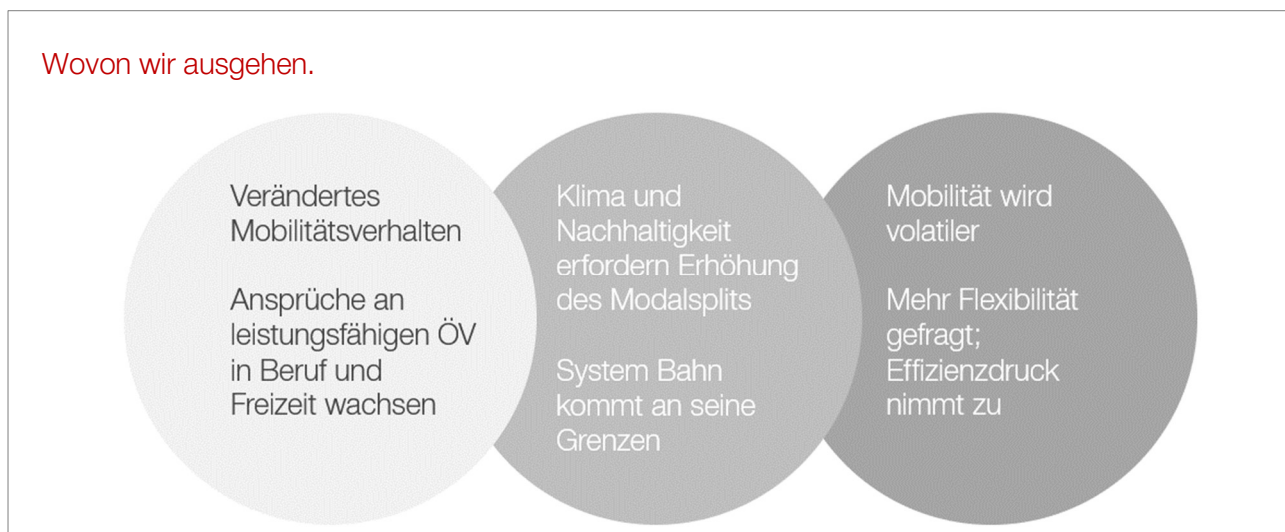 Wovon wir ausgehen.
Verändertes
Mobilitätsverhalten
Ansprüche an
leistungsfähigen ÖV
in Beruf und
Freizeit wachsen
Klima und
Nachhaltigkeit
erfordern Erhöhung
des Modalsplits
System Bahn
kommt an seine
Grenzen
Mobilität wird
volatiler
Mehr Flexibilität
gefragt;
Effizienzdruck
nimmt zu